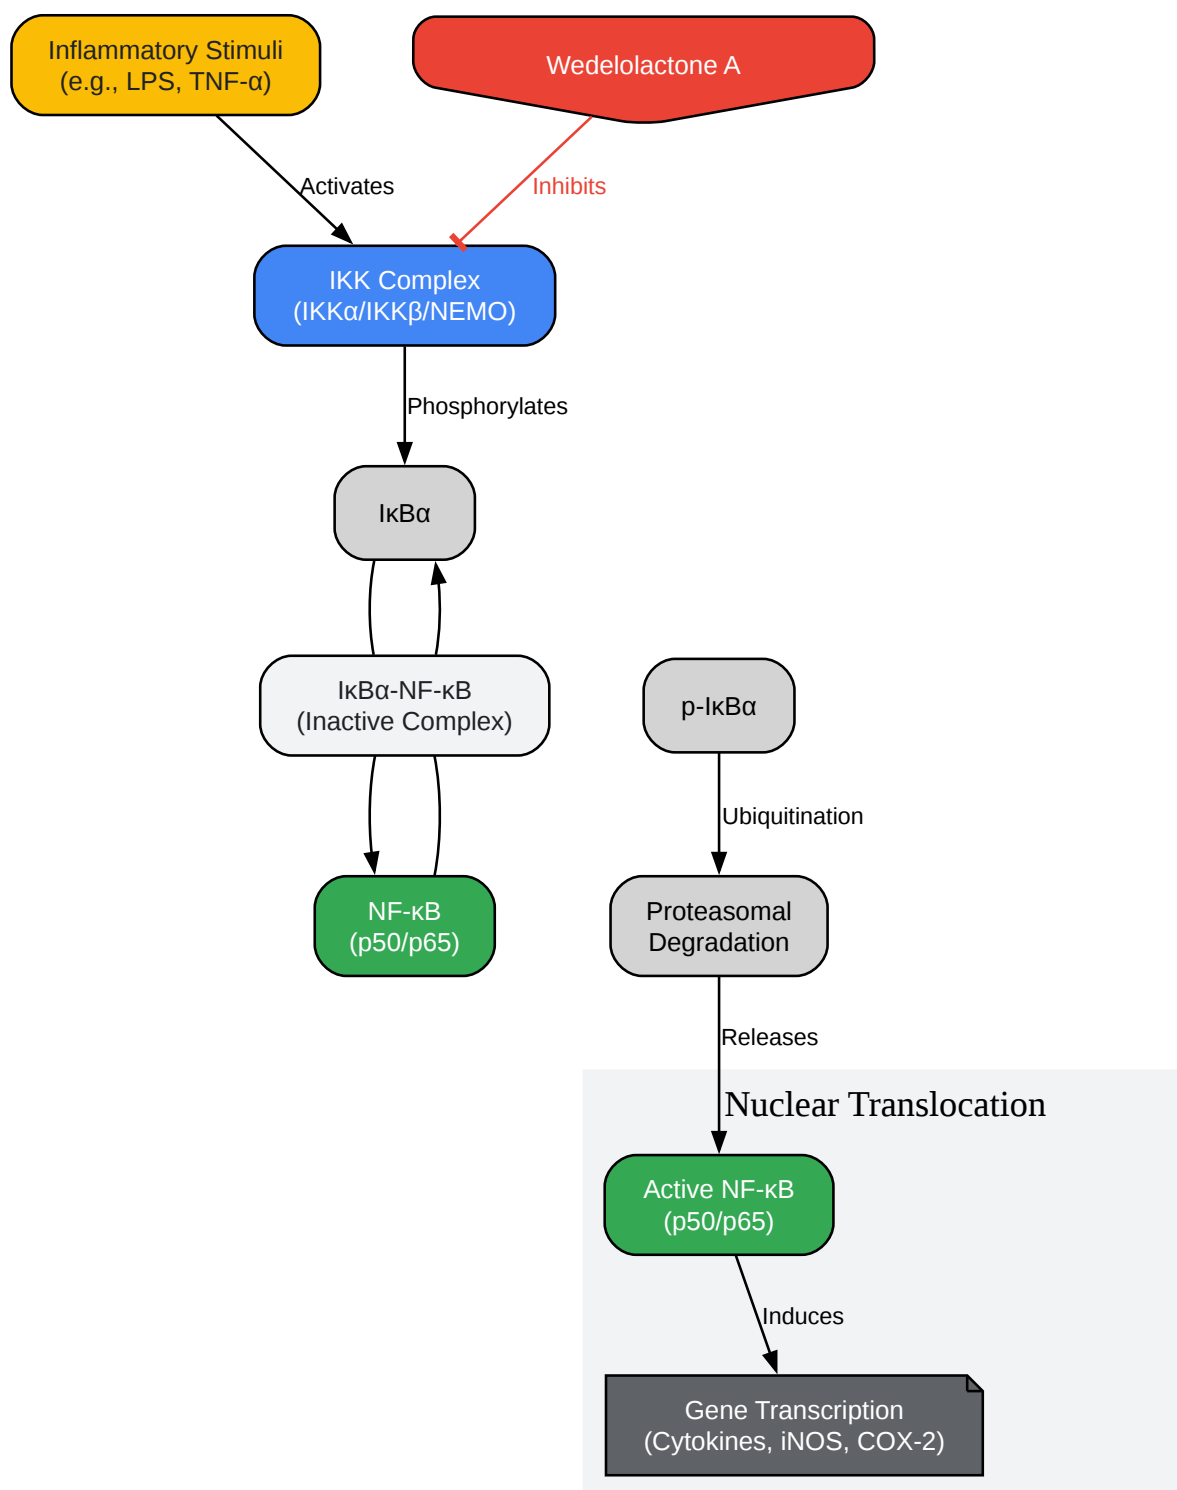 Inflammatory Stimuli
(e.g., LPS, TNF-α)
Wedelolactone A
Activates
Inhibits
IKK Complex
(IKKα/IKKβ/NEMO)
Phosphorylates
IκBα
IκBα-NF-κB
(Inactive Complex)
p-IκBα
Ubiquitination
NF-κB
(p50/p65)
Proteasomal
Degradation
Releases
Nuclear Translocation
Active NF-κB
(p50/p65)
Induces
Gene Transcription
(Cytokines, iNOS, COX-2)